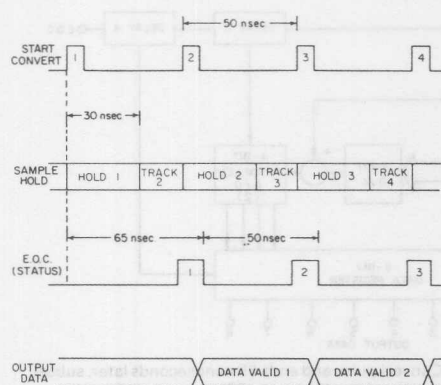 50 nsec
START
CONVERT
1
2
3
4
30 nsec
SAMPLE
HOLD
HOLD 1
TRACK
2
HOLD 2
TRACK
3
HOLD 3
TRACK
4
65 nsec
50 nsec
E.O.C.
(STATUS)
1
2
3
OUTPUT
DATA
DATA VALID 1
DATA VALID 2